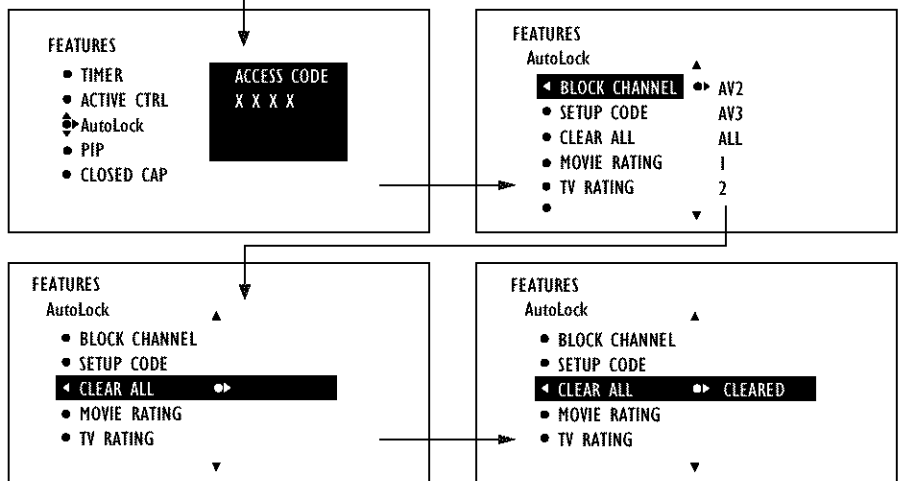 FEATURES
TIMER
ACTIVE CTRL
AutoLock
PIP
CLOSED CAP
ACCESS CODE
X X X X
FEATURES
AutoLock
BLOCK CHANNEL AV2
SETUP CODE AV3
CLEAR ALL ALL
MOVIE RATING 1
TV RATING 2
FEATURES
AutoLock
BLOCK CHANNEL
SETUP CODE
CLEAR ALL
MOVIE RATING
TV RATING
FEATURES
AutoLock
BLOCK CHANNEL
SETUP CODE
CLEAR ALL CLEARED
MOVIE RATING
TV RATING